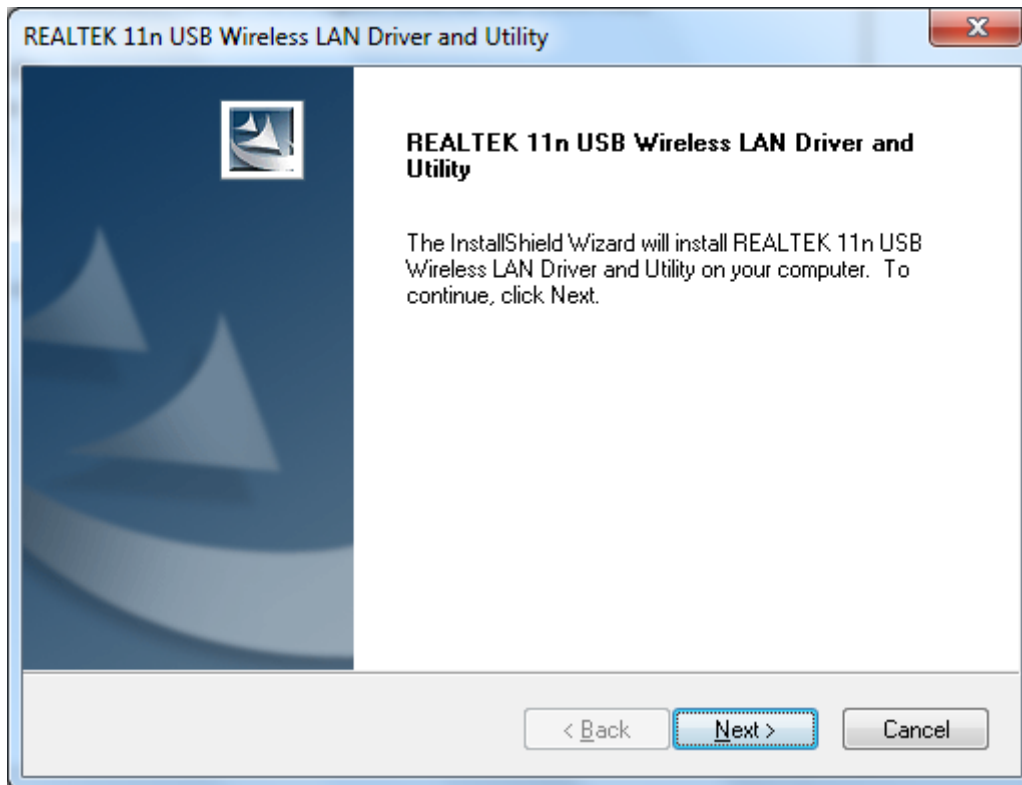 REALTEK 11n USB Wireless LAN Driver and Utility
REALTEK 11n USB Wireless LAN Driver and
Utility
The InstallShield Wizard will install REALTEK 11n USB
Wireless LAN Driver and Utility on your computer.  To
continue, click Next.
< Back
Next >
Cancel